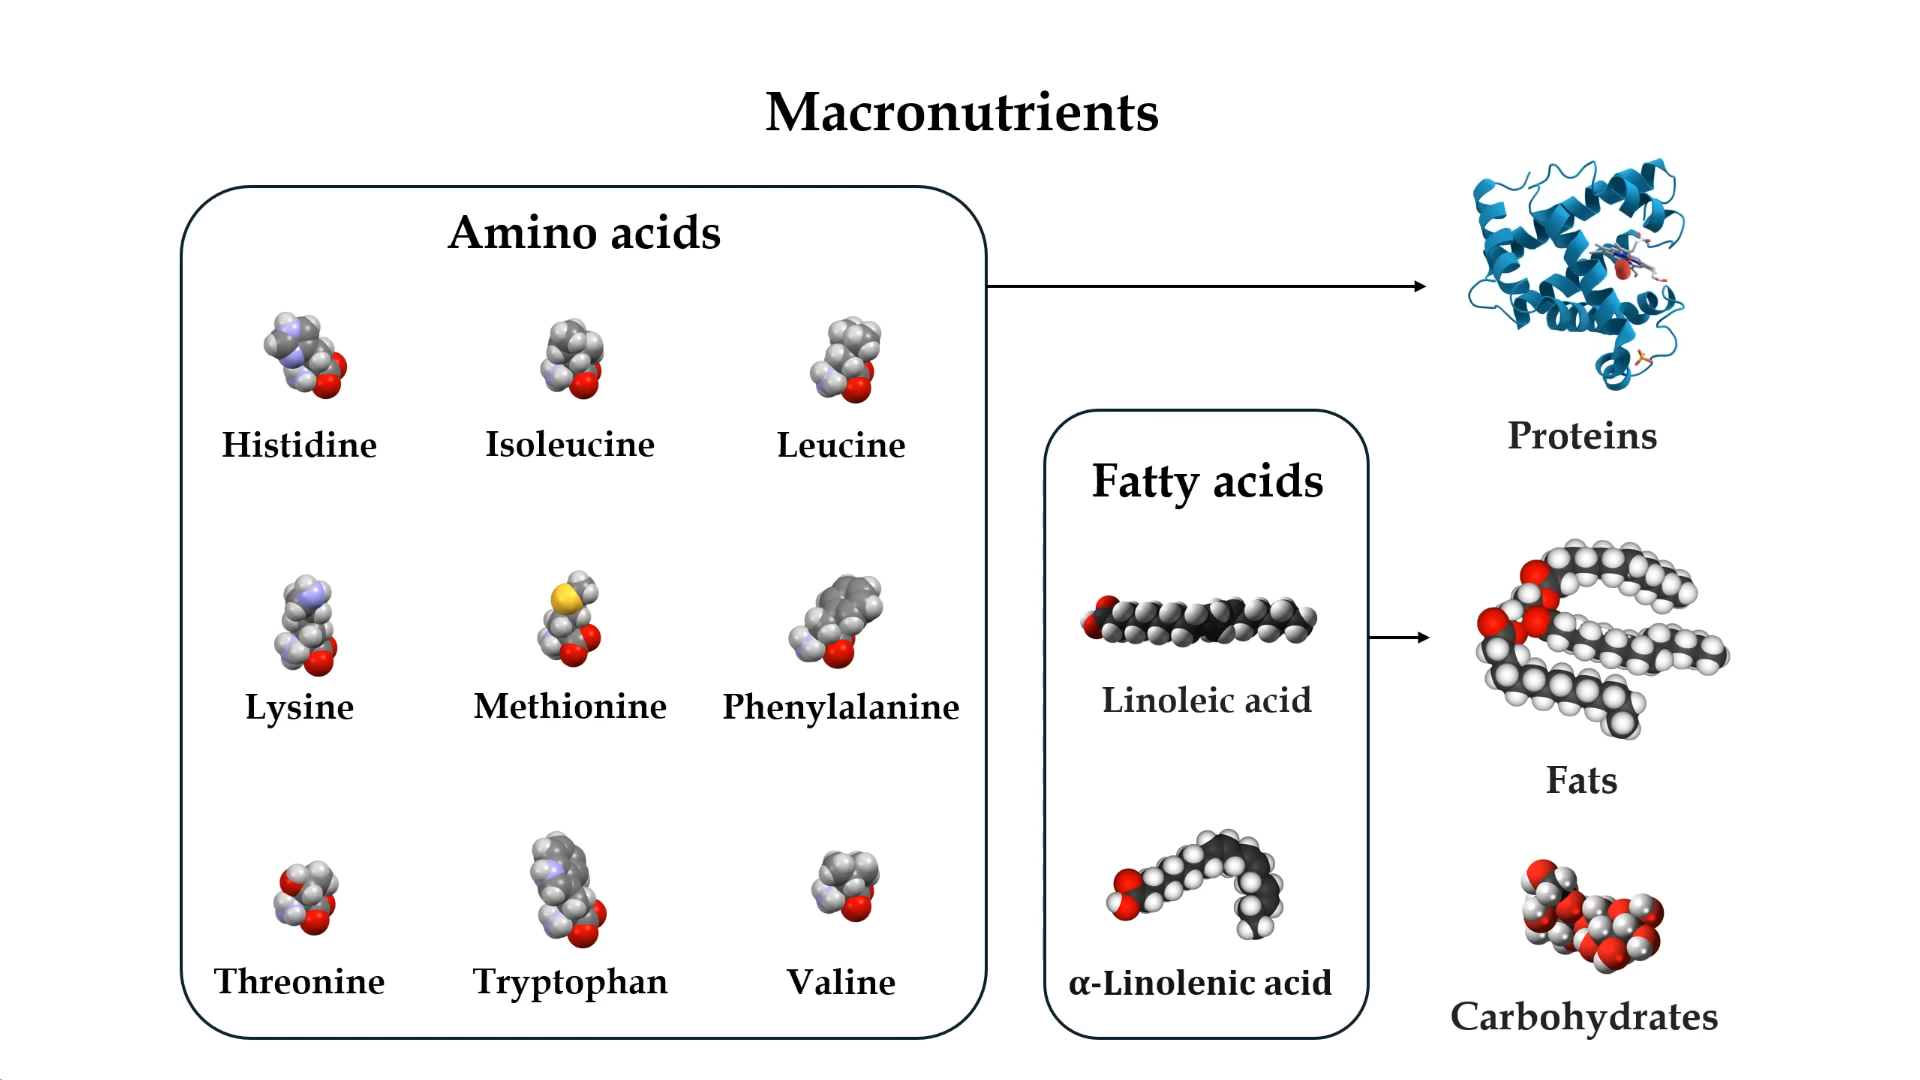 Macronutrients
Amino acids
Histidine
Isoleucine
Leucine
Lysine
Methionine
Phenylalanine
Threonine
Tryptophan
Valine
Fatty acids
Linoleic acid
α-Linolenic acid
Proteins
Fats
Carbohydrates